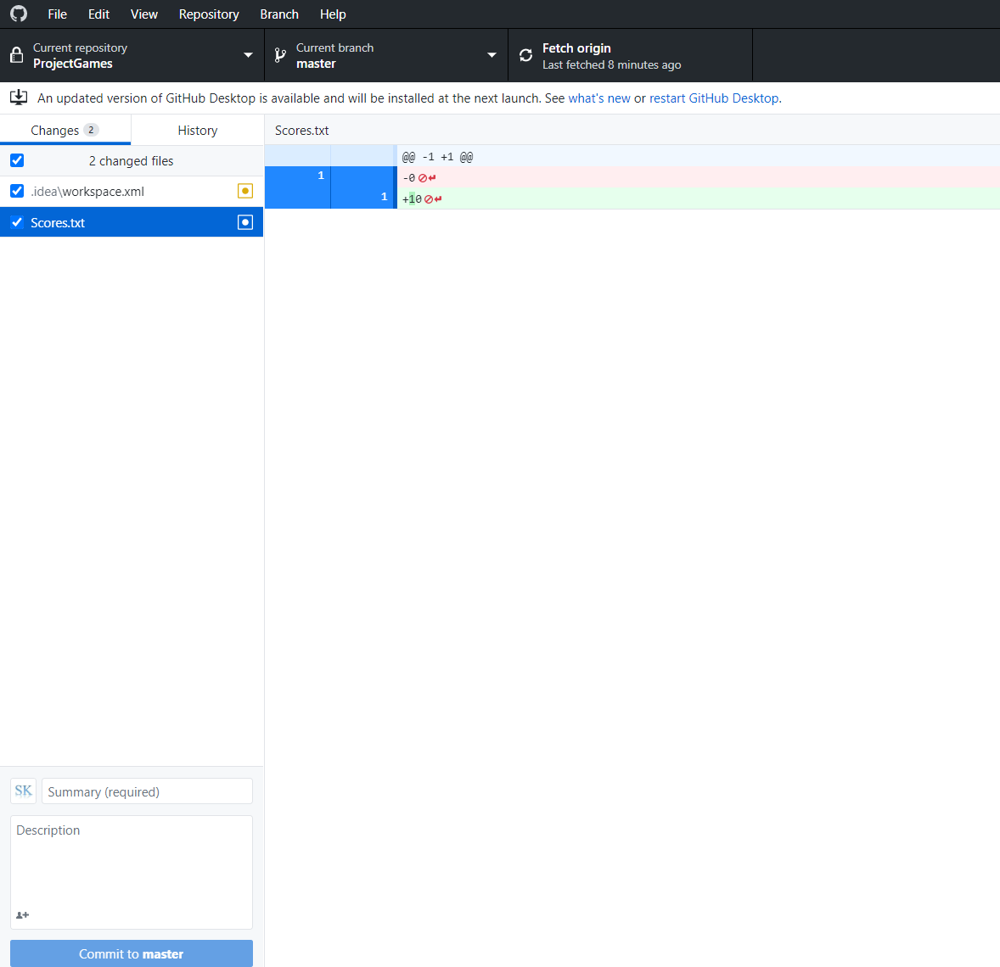 File Edit View Repository Branch Help
Current repository
ProjectGames
Current branch
master
Fetch origin
Last fetched 8 minutes ago
An updated version of GitHub Desktop is available and will be installed at the next launch. See what's new or restart GitHub Desktop.
Changes 2
History
Scores.txt
2 changed files
.idea\workspace.xml
Scores.txt
@@ -1 +1 @@
1 -0
1 +10
SK
Summary (required)
Description
Commit to master